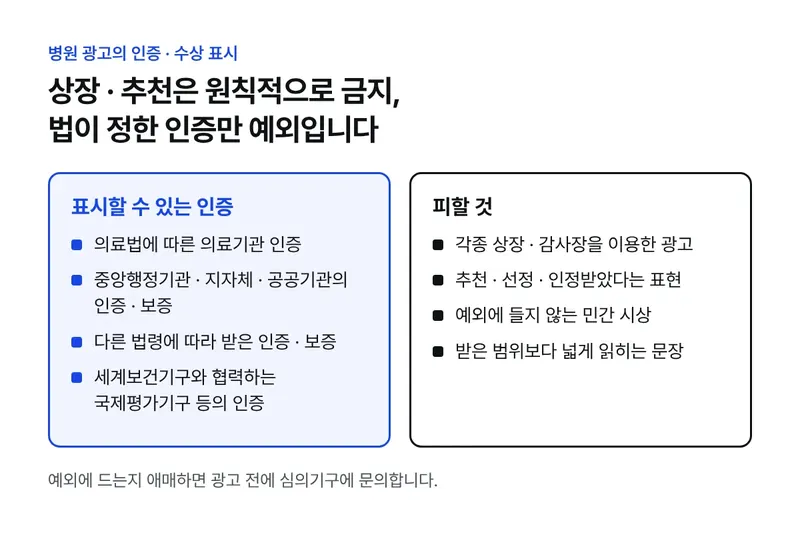 병원 광고의 인증 · 수상 표시
상장 · 추천은 원칙적으로 금지,
법이 정한 인증만 예외입니다
표시할 수 있는 인증
의료법에 따른 의료기관 인증
중앙행정기관 · 지자체 · 공공기관의
인증 · 보증
다른 법령에 따라 받은 인증 · 보증
세계보건기구와 협력하는
국제평가기구 등의 인증
피할 것
각종 상장 · 감사장을 이용한 광고
추천 · 선정 · 인정받았다는 표현
예외에 들지 않는 민간 시상
받은 범위보다 넓게 읽히는 문장
예외에 드는지 애매하면 광고 전에 심의기구에 문의합니다.